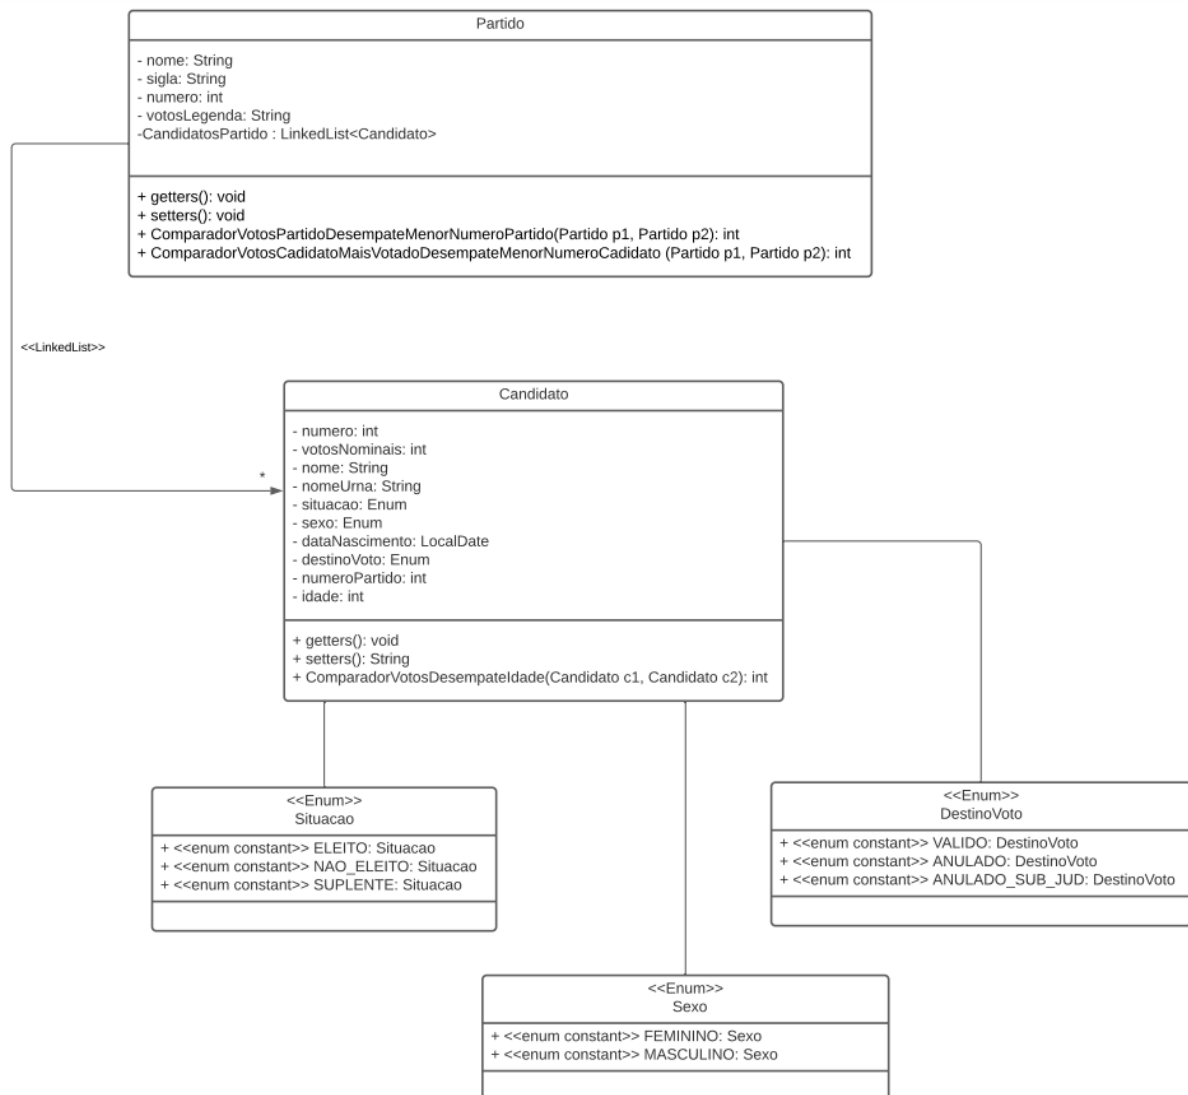 Partido
- nome: String
- sigla: String
- numero: int
- votosLegenda: String
-CandidatosPartido : LinkedList<Candidato>
+ getters(): void
+ setters(): void
+ ComparadorVotosPartidoDesempateMenorNumeroPartido(Partido p1, Partido p2): int
+ ComparadorVotosCadidatoMaisVotadoDesempateMenorNumeroCadidato (Partido p1, Partido p2): int
<<LinkedList>>
*
Candidato
- numero: int
- votosNominais: int
- nome: String
- nomeUrna: String
- situacao: Enum
- sexo: Enum
- dataNascimento: LocalDate
- destinoVoto: Enum
- numeroPartido: int
- idade: int
+ getters(): void
+ setters(): String
+ ComparadorVotosDesempateIdade(Candidato c1, Candidato c2): int
<<Enum>>
Situacao
+ <<enum constant>> ELEITO: Situacao
+ <<enum constant>> NAO_ELEITO: Situacao
+ <<enum constant>> SUPLENTE: Situacao
<<Enum>>
DestinoVoto
+ <<enum constant>> VALIDO: DestinoVoto
+ <<enum constant>> ANULADO: DestinoVoto
+ <<enum constant>> ANULADO_SUB_JUD: DestinoVoto
<<Enum>>
Sexo
+ <<enum constant>> FEMININO: Sexo
+ <<enum constant>> MASCULINO: Sexo